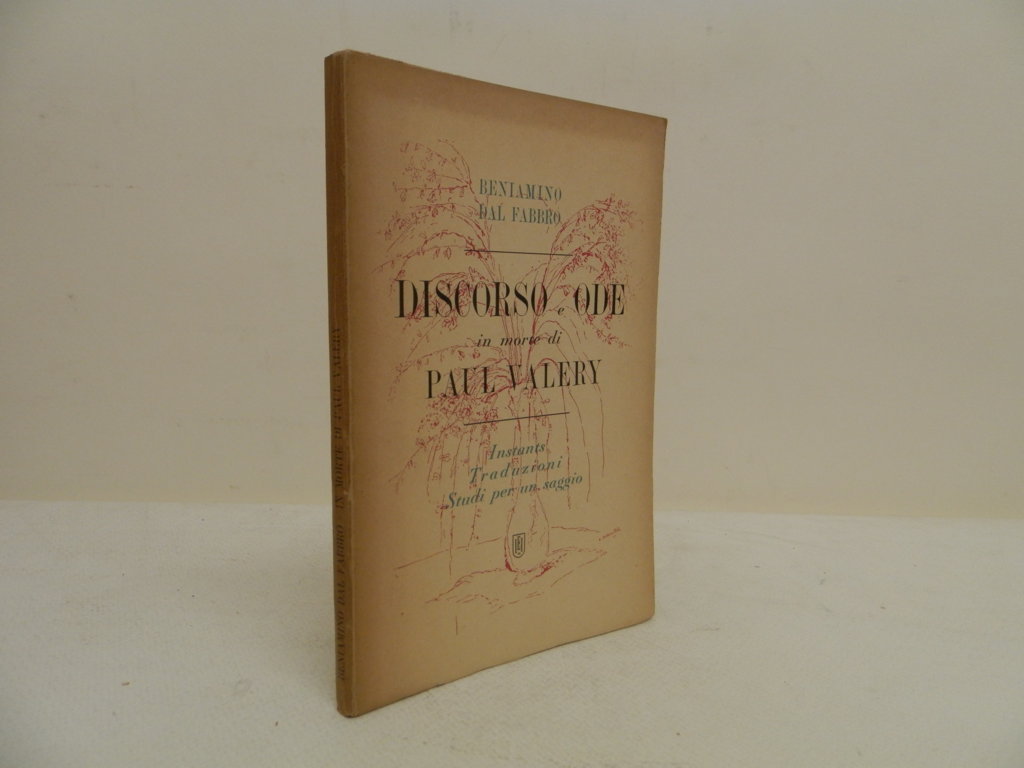 BENIAMINO
DAL FABBRO
DISCORSO e ODE
in morte di
PAUL VALERY
Instants
Traduzioni
Studi per un saggio
BENIAMINO DAL FABBRO IN MORTE DI PAUL VALERY